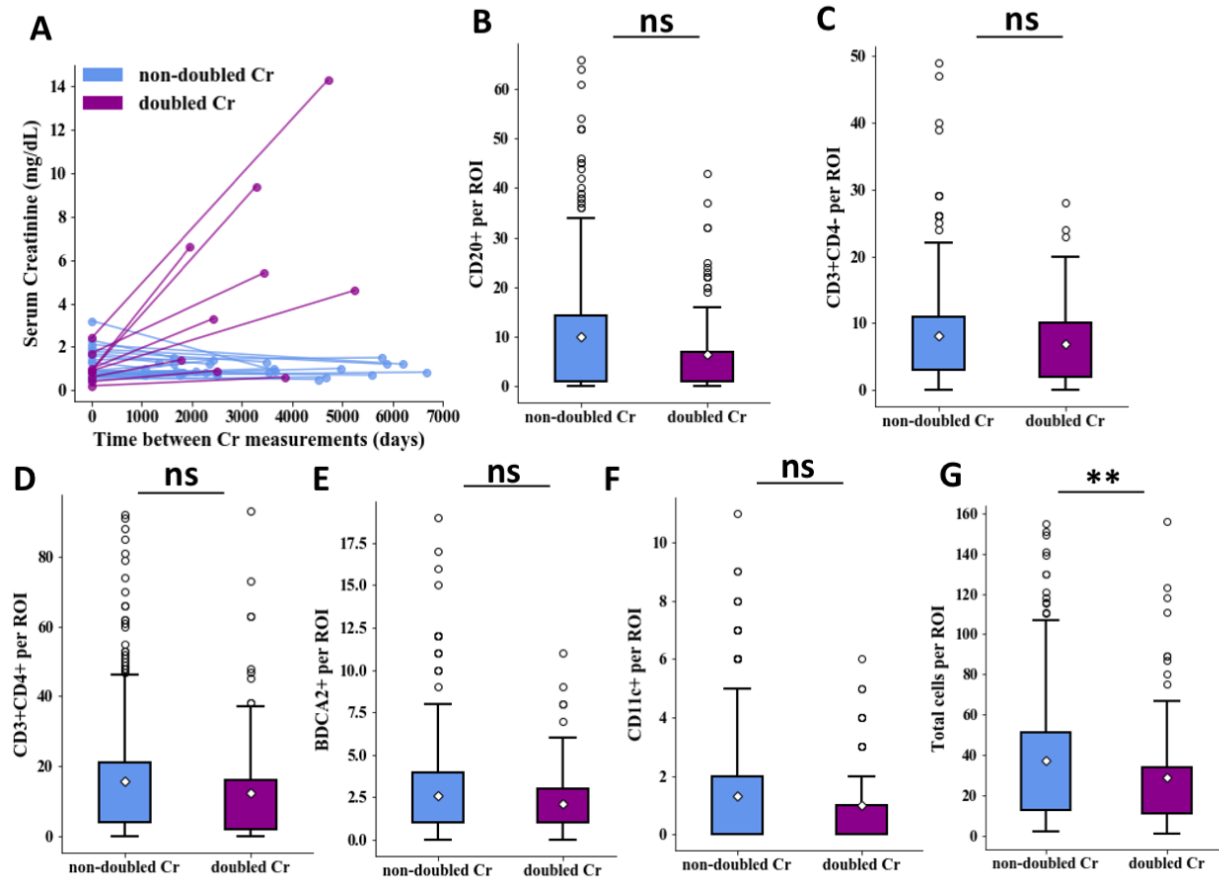 A
non-doubled Cr
doubled Cr
Serum Creatinine (mg/dL)
14
12
10
8
6
4
2
0
0 1000 2000 3000 4000 5000 6000 7000
Time between Cr measurements (days)
B
ns
CD20+ per ROI
60
50
40
30
20
10
0
non-doubled Cr doubled Cr
C
ns
CD3+CD4- per ROI
50
40
30
20
10
0
non-doubled Cr doubled Cr
D
ns
CD3+CD4+ per ROI
80
60
40
20
0
non-doubled Cr doubled Cr
E
ns
BDCA2+ per ROI
17.5
15.0
12.5
10.0
7.5
5.0
2.5
0.0
non-doubled Cr doubled Cr
F
ns
CD11c+ per ROI
10
8
6
4
2
0
non-doubled Cr doubled Cr
G
**
Total cells per ROI
160
140
120
100
80
60
40
20
0
non-doubled Cr doubled Cr